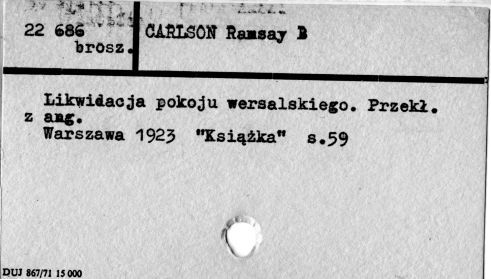 22 686
brosz.
CARLSON Ramsay B
Likwidacja pokoju wersalskiego. Przekł.
z ang.
Warszawa 1923 "Książka" s.59
DUJ 867/71 15 000